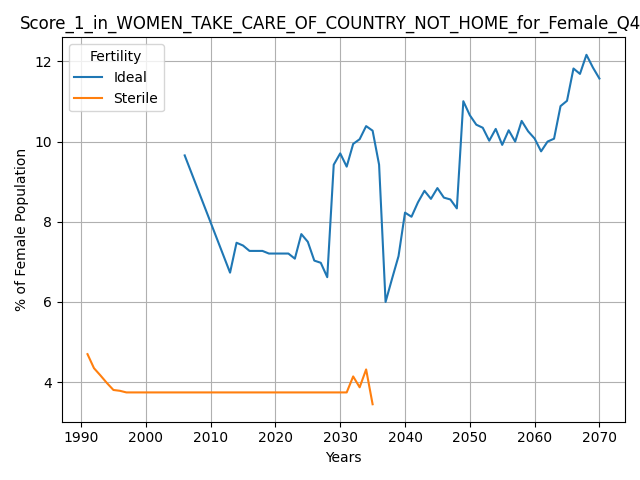 Score_1_in_WOMEN_TAKE_CARE_OF_COUNTRY_NOT_HOME_for_Female_Q4
Fertility
Ideal
Sterile
% of Female Population
12
10
8
6
4
1990 2000 2010 2020 2030 2040 2050 2060 2070
Years